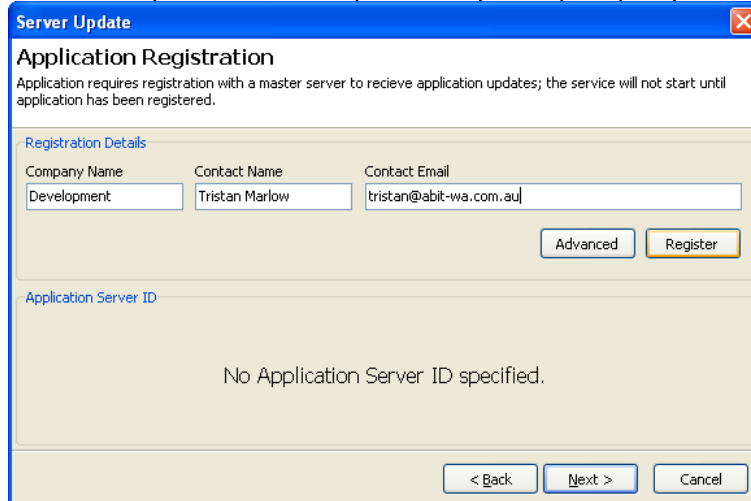 Server Update
Application Registration
Application requires registration with a master server to recieve application updates; the service will not start until
application has been registered.
Registration Details
Company Name Contact Name Contact Email
Development Tristan Marlow tristan@abit-wa.com.au
Advanced Register
Application Server ID
No Application Server ID specified.
< Back Next > Cancel